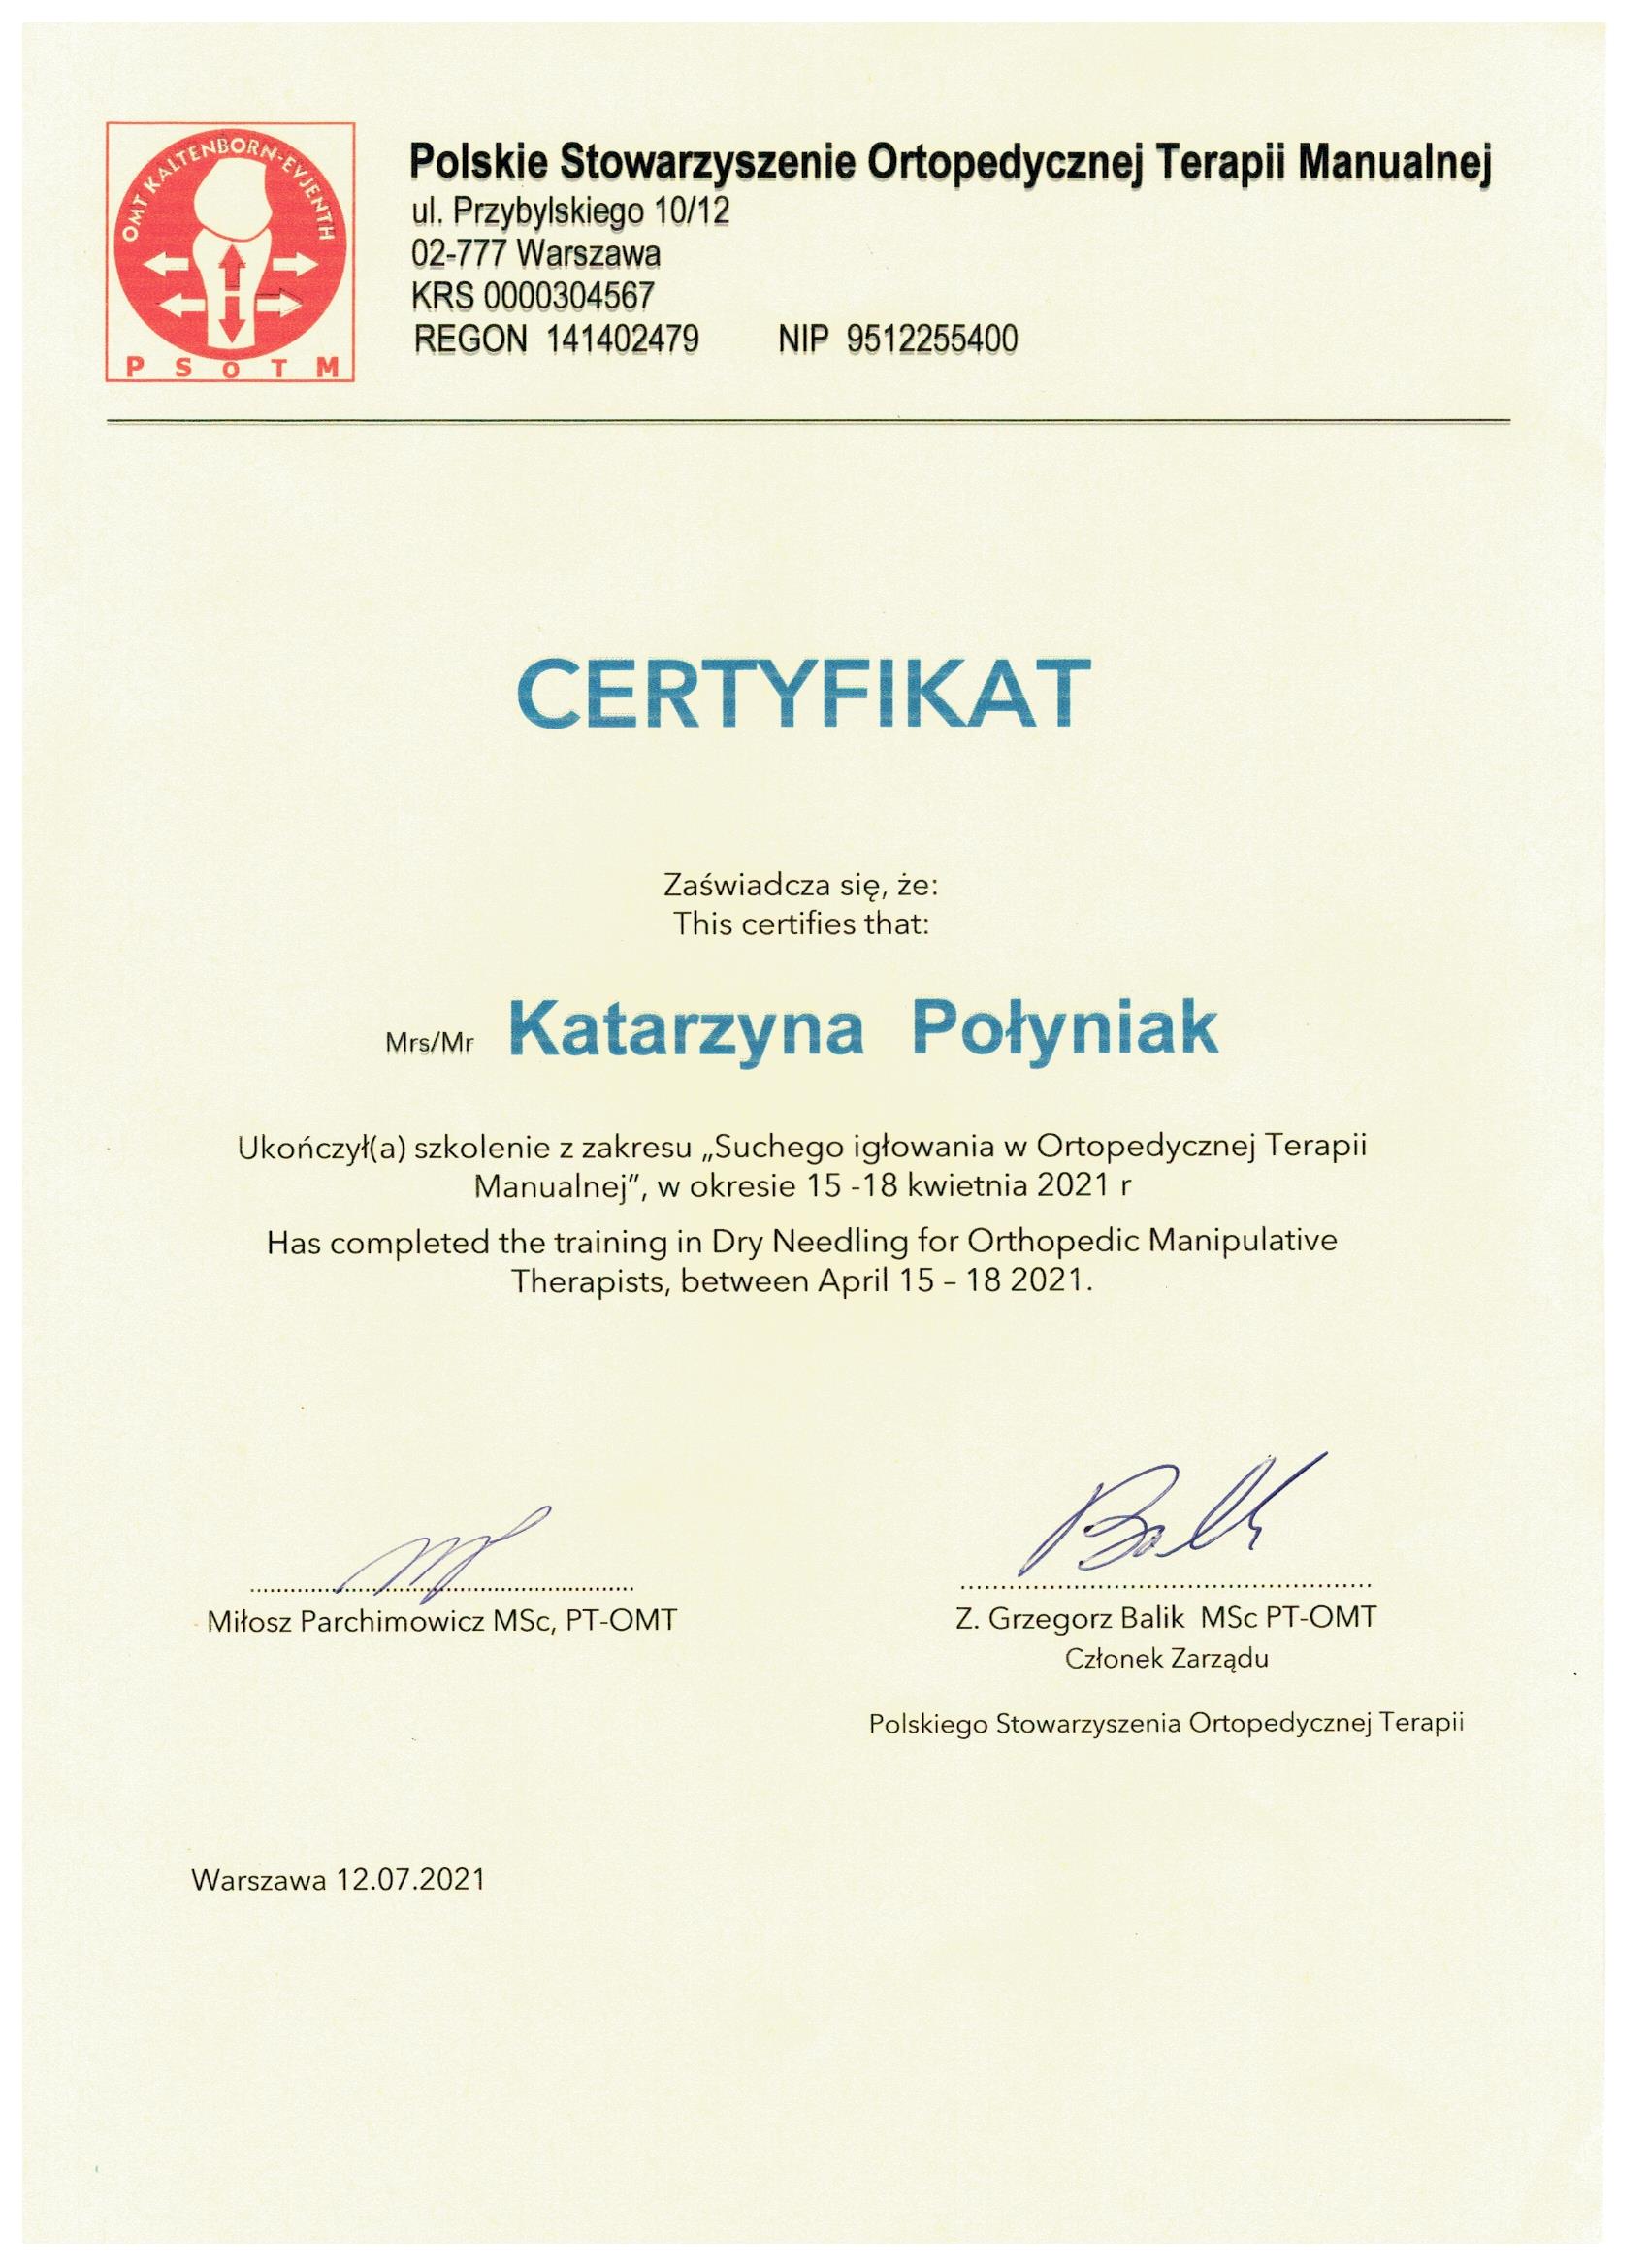 OMT KALTENBORN-EVJENTH
P S O T M
Polskie Stowarzyszenie Ortopedycznej Terapii Manualnej
ul. Przybylskiego 10/12
02-777 Warszawa
KRS 0000304567
REGON 141402479 NIP 9512255400
CERTYFIKAT
Zaświadcza się, że:
This certifies that:
Mrs/Mr Katarzyna Połyniak
Ukończył(a) szkolenie z zakresu „Suchego igłowania w Ortopedycznej Terapii
Manualnej”, w okresie 15 -18 kwietnia 2021 r
Has completed the training in Dry Needling for Orthopedic Manipulative
Therapists, between April 15 – 18 2021.
Miłosz Parchimowicz MSc, PT-OMT
Balik
Z. Grzegorz Balik MSc PT-OMT
Członek Zarządu
Polskiego Stowarzyszenia Ortopedycznej Terapii
Warszawa 12.07.2021